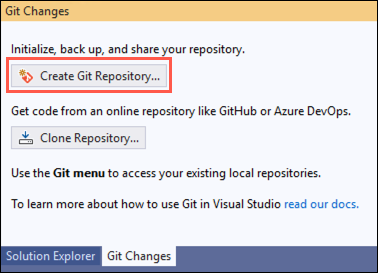 Git Changes
Initialize, back up, and share your repository.
Create Git Repository...
Get code from an online repository like GitHub or Azure DevOps.
Clone Repository...
Use the Git menu to access your existing local repositories.
To learn more about how to use Git in Visual Studio read our docs.
Solution Explorer Git Changes